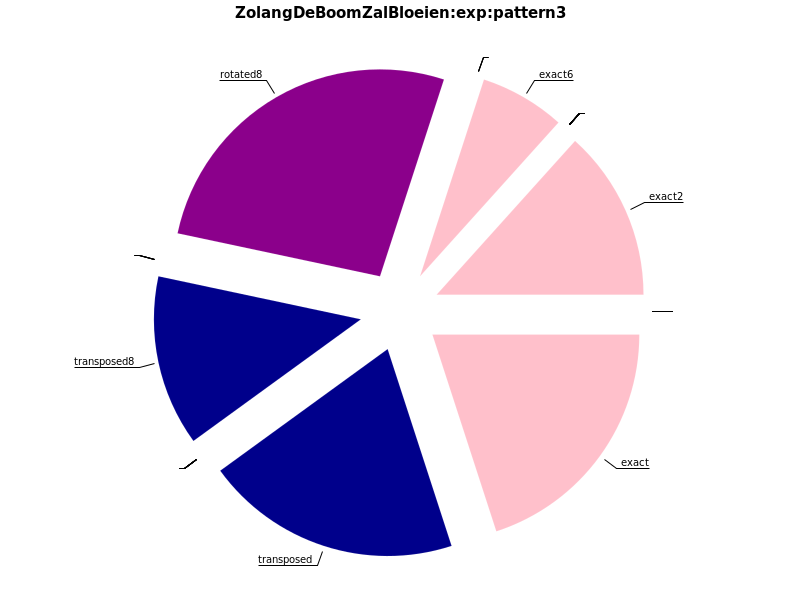 ZolangDeBoomZalBloeien:exp:pattern3
rotated8
exact6
exact2
transposed8
exact
transposed